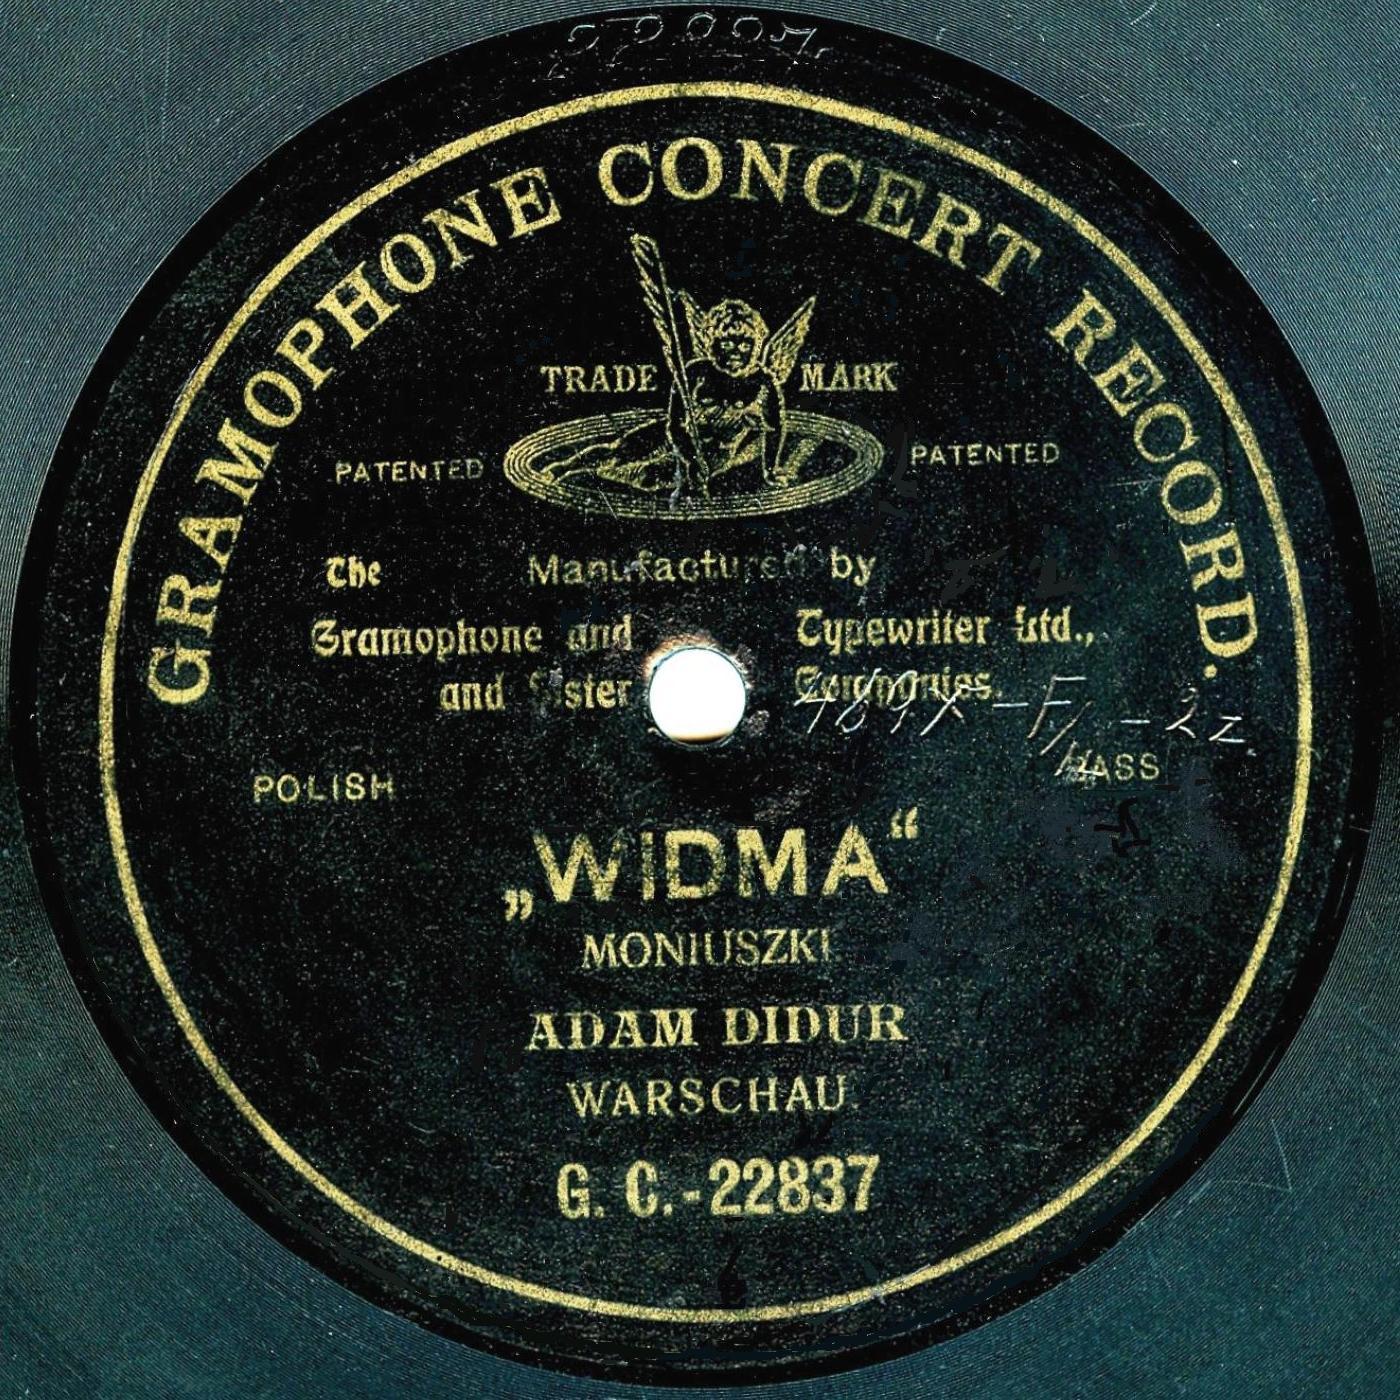 GRAMOPHONE CONCERT RECORD.
TRADE MARK
PATENTED PATENTED
The Manufactured by
Gramophone and Typewriter Ltd.,
and Sister Companies.
POLISH BASS
„WIDMA“
MONIUSZKI
ADAM DIDUR
WARSCHAU.
G. C.-22837